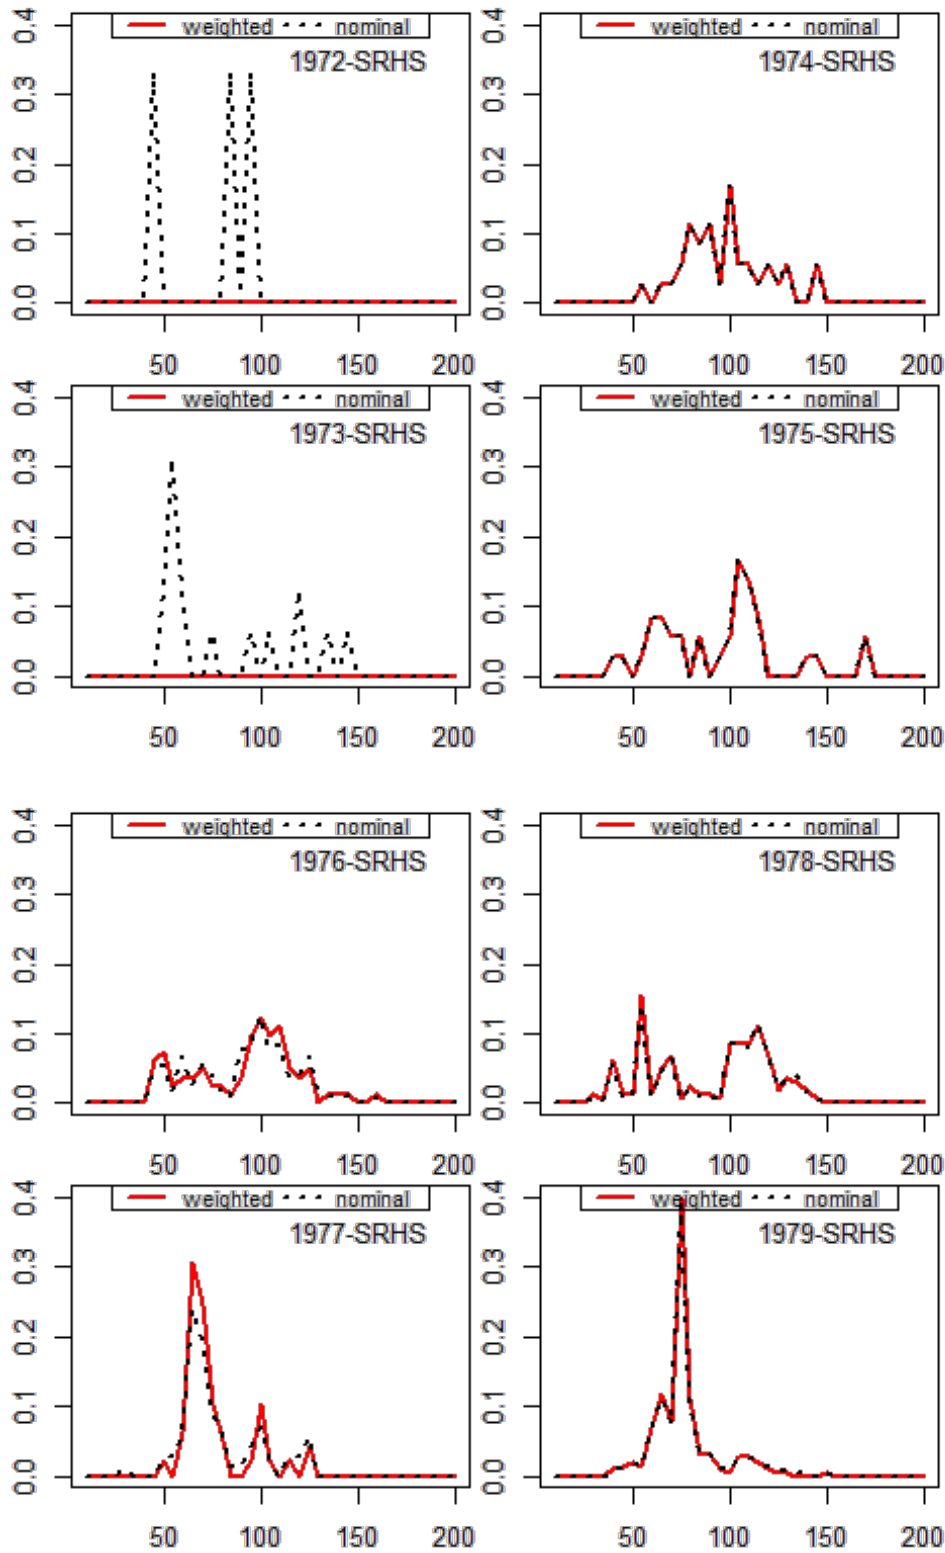 weighted nominal
1972-SRHS
0.0 0.1 0.2 0.3 0.4
50 100 150 200
weighted nominal
1974-SRHS
0.0 0.1 0.2 0.3 0.4
50 100 150 200
weighted nominal
1973-SRHS
0.0 0.1 0.2 0.3 0.4
50 100 150 200
weighted nominal
1975-SRHS
0.0 0.1 0.2 0.3 0.4
50 100 150 200
weighted nominal
1976-SRHS
0.0 0.1 0.2 0.3 0.4
50 100 150 200
weighted nominal
1978-SRHS
0.0 0.1 0.2 0.3 0.4
50 100 150 200
weighted nominal
1977-SRHS
0.0 0.1 0.2 0.3 0.4
50 100 150 200
weighted nominal
1979-SRHS
0.0 0.1 0.2 0.3 0.4
50 100 150 200